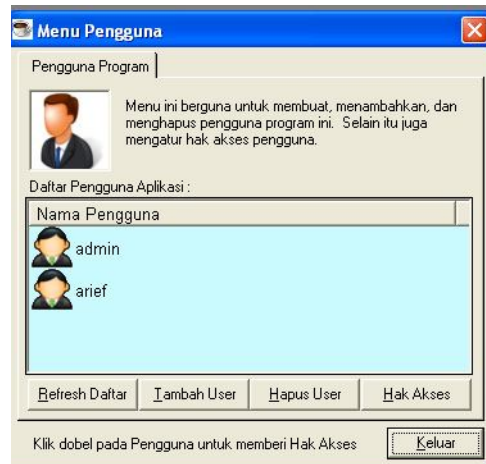 Menu Pengguna
Pengguna Program
Menu ini berguna untuk membuat, menambahkan, dan
menghapus pengguna program ini. Selain itu juga
mengatur hak akses pengguna.
Daftar Pengguna Aplikasi :
Nama Pengguna
admin
arief
Refresh Daftar Tambah User Hapus User Hak Akses
Klik dobel pada Pengguna untuk memberi Hak Akses Keluar